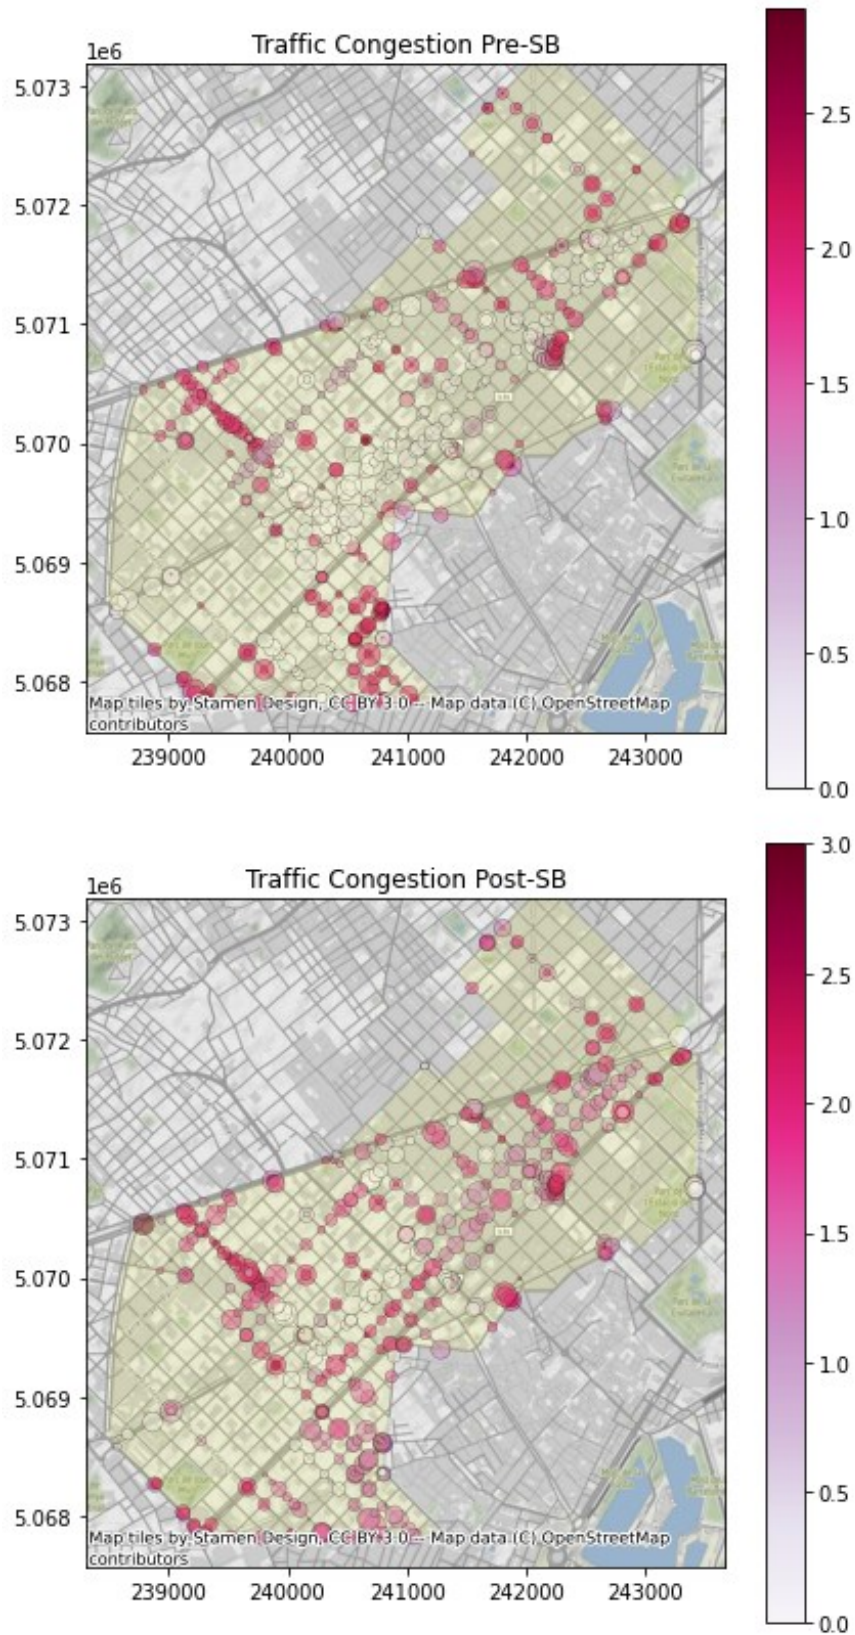 Traffic Congestion Pre-SB
1e6
5.073
5.072
5.071
5.070
5.069
5.068
Map tiles by Stamen Design, CC BY 3.0 -- Map data (C) OpenStreetMap
contributors
239000 240000 241000 242000 243000
2.5
2.0
1.5
1.0
0.5
0.0
Traffic Congestion Post-SB
1e6
5.073
5.072
5.071
5.070
5.069
5.068
Map tiles by Stamen Design, CC BY 3.0 -- Map data (C) OpenStreetMap
contributors
239000 240000 241000 242000 243000
3.0
2.5
2.0
1.5
1.0
0.5
0.0